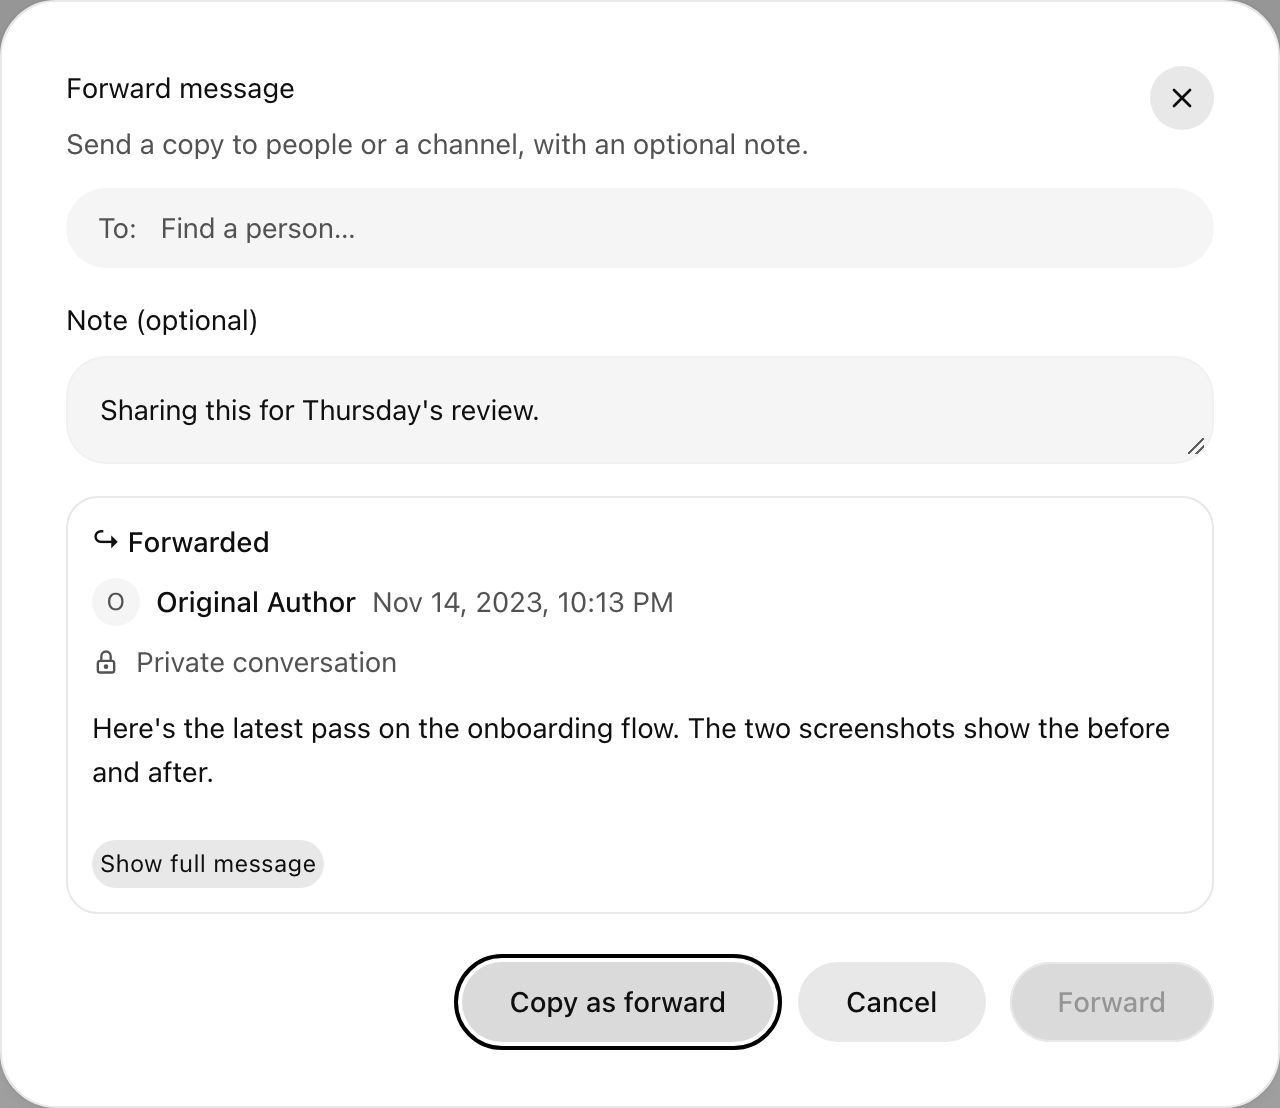 Forward message
Send a copy to people or a channel, with an optional note.
To: Find a person...
Note (optional)
Sharing this for Thursday's review.
Forwarded
O Original Author Nov 14, 2023, 10:13 PM
Private conversation
Here's the latest pass on the onboarding flow. The two screenshots show the before
and after.
Show full message
Copy as forward Cancel Forward